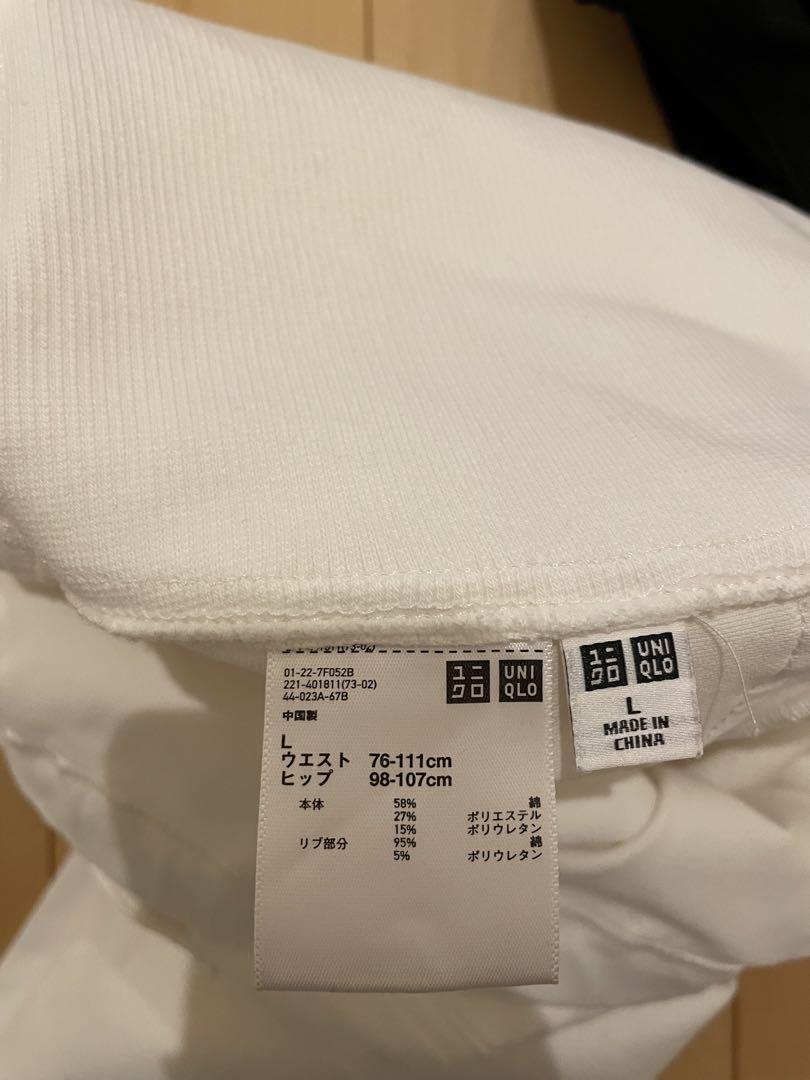 01-22-7F052B
221-401811(73-02)
44-023A-67B
中国製
ユニ
クロ
UNI
QLO
L
ウエスト 76-111cm
ヒップ 98-107cm
本体 58% 綿
27% ポリエステル
15% ポリウレタン
リブ部分 95% 綿
5% ポリウレタン
ユニ
クロ
UNI
QLO
L
MADE IN
CHINA